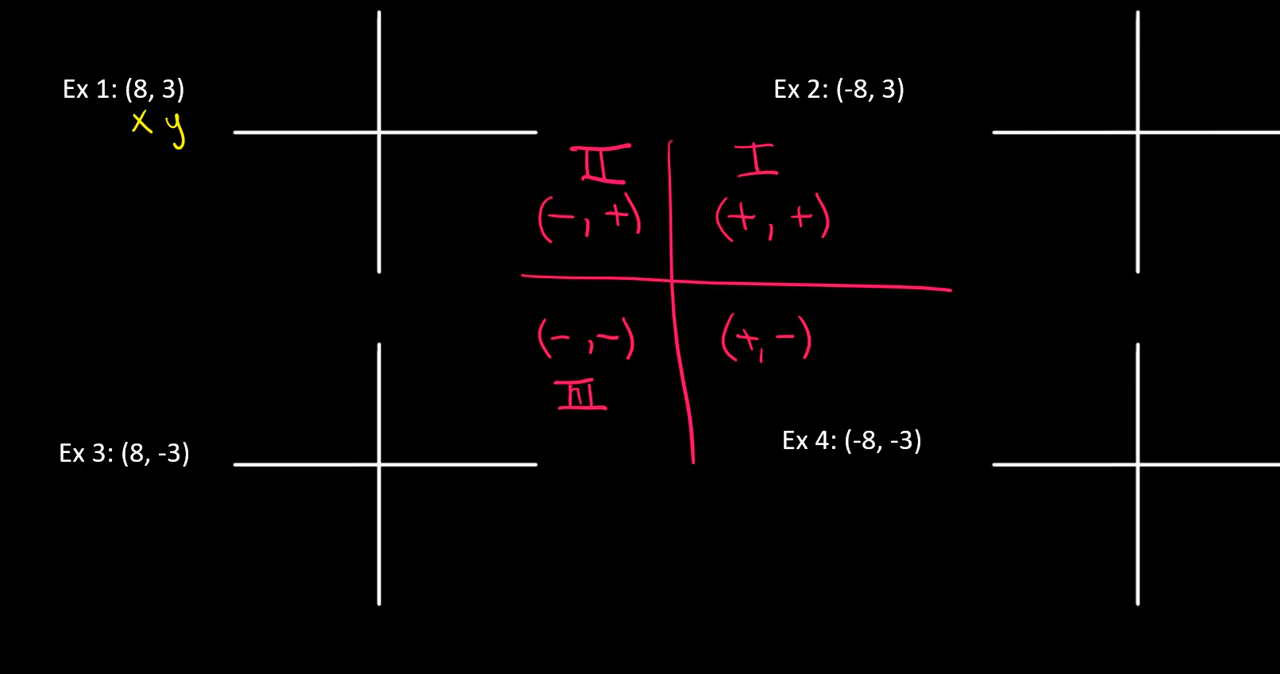 Ex 1: (8, 3)
x y
Ex 2: (-8, 3)
II
I
(-, +)
(+, +)
(-, -)
(+, -)
III
Ex 3: (8, -3)
Ex 4: (-8, -3)